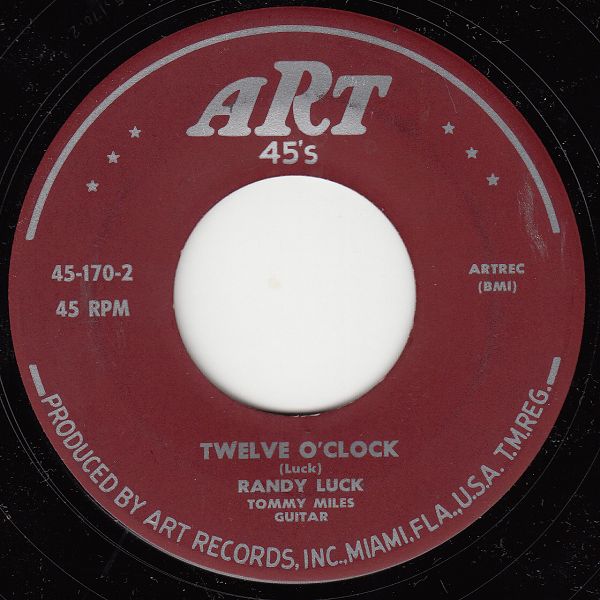 ART
45's
45-170-2
45 RPM
ARTREC
(BMI)
TWELVE O'CLOCK
(Luck)
RANDY LUCK
TOMMY MILES
GUITAR
PRODUCED BY ART RECORDS, INC., MIAMI, FLA., U.S.A. T.M. REG.